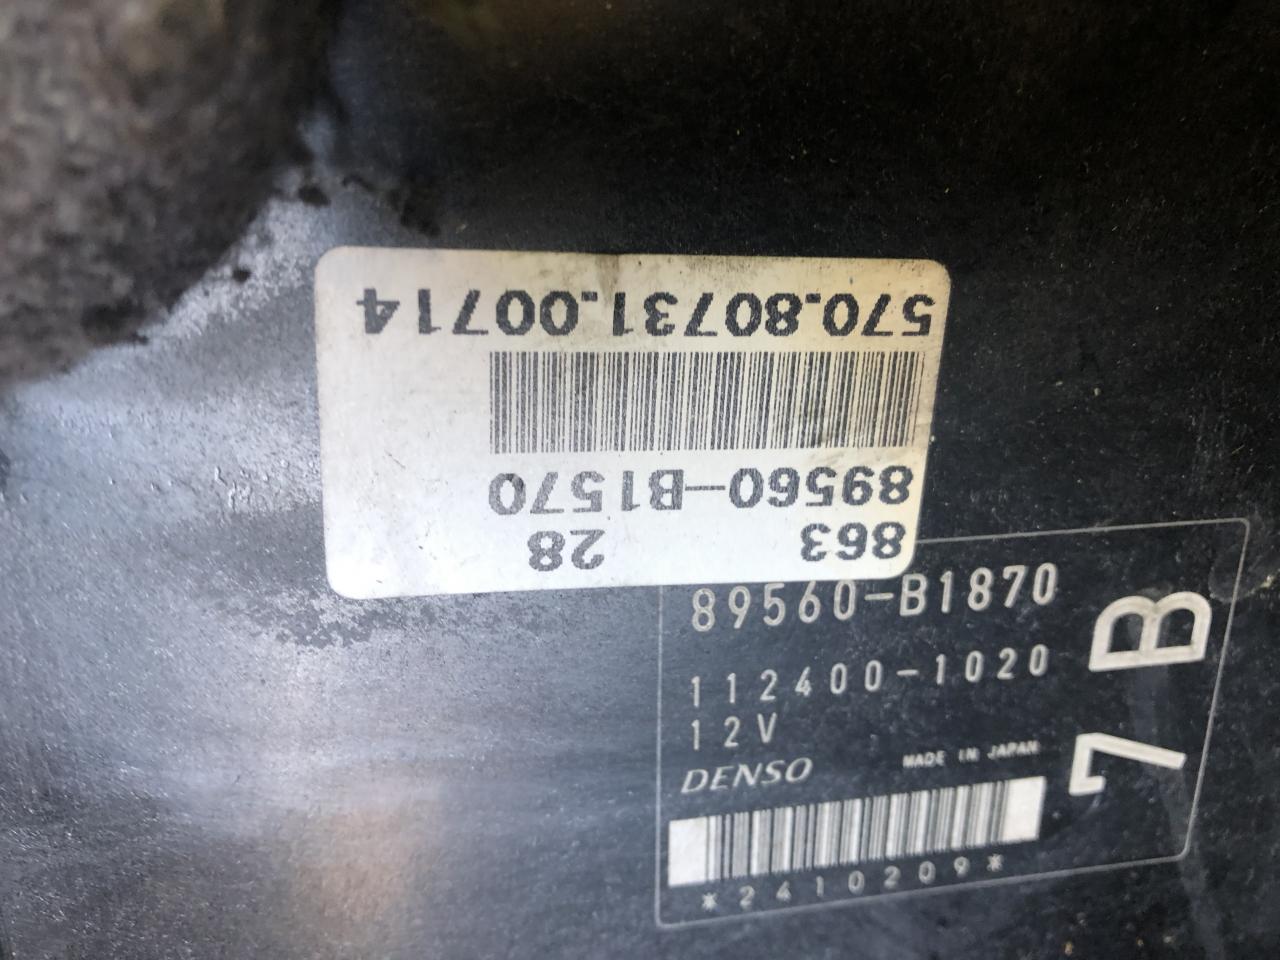 570.80731.00714
89560-B1570
863 28
89560-B1870
112400-1020
12V
DENSO MADE IN JAPAN
*2410209*
7B